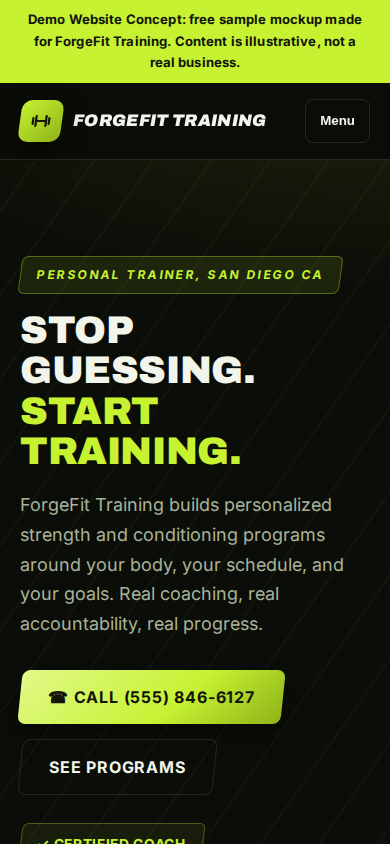 Demo Website Concept: free sample mockup made
for ForgeFit Training. Content is illustrative, not a
real business.
FORGEFIT TRAINING
Menu
PERSONAL TRAINER, SAN DIEGO CA
STOP
GUESSING.
START
TRAINING.
ForgeFit Training builds personalized
strength and conditioning programs
around your body, your schedule, and
your goals. Real coaching, real
accountability, real progress.
☎ CALL (555) 846-6127
SEE PROGRAMS
✓ CERTIFIED COACH